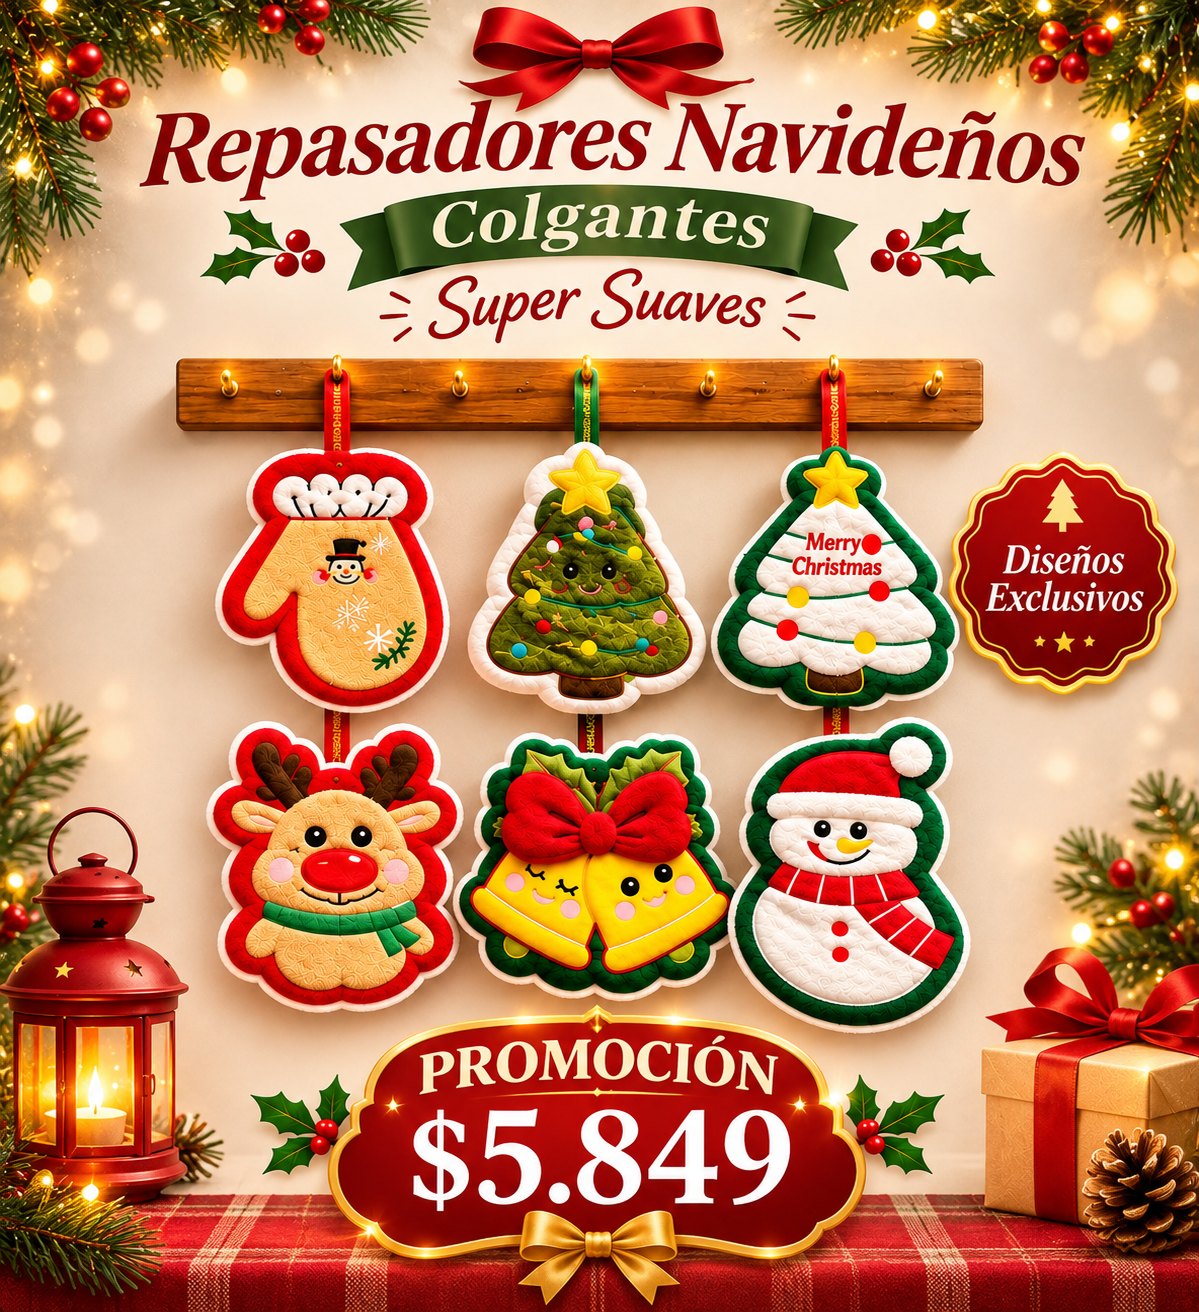 Repasadores Navideños
Colgantes
Super Suaves
Merry
Christmas
Diseños
Exclusivos
PROMOCIÓN
$5.849